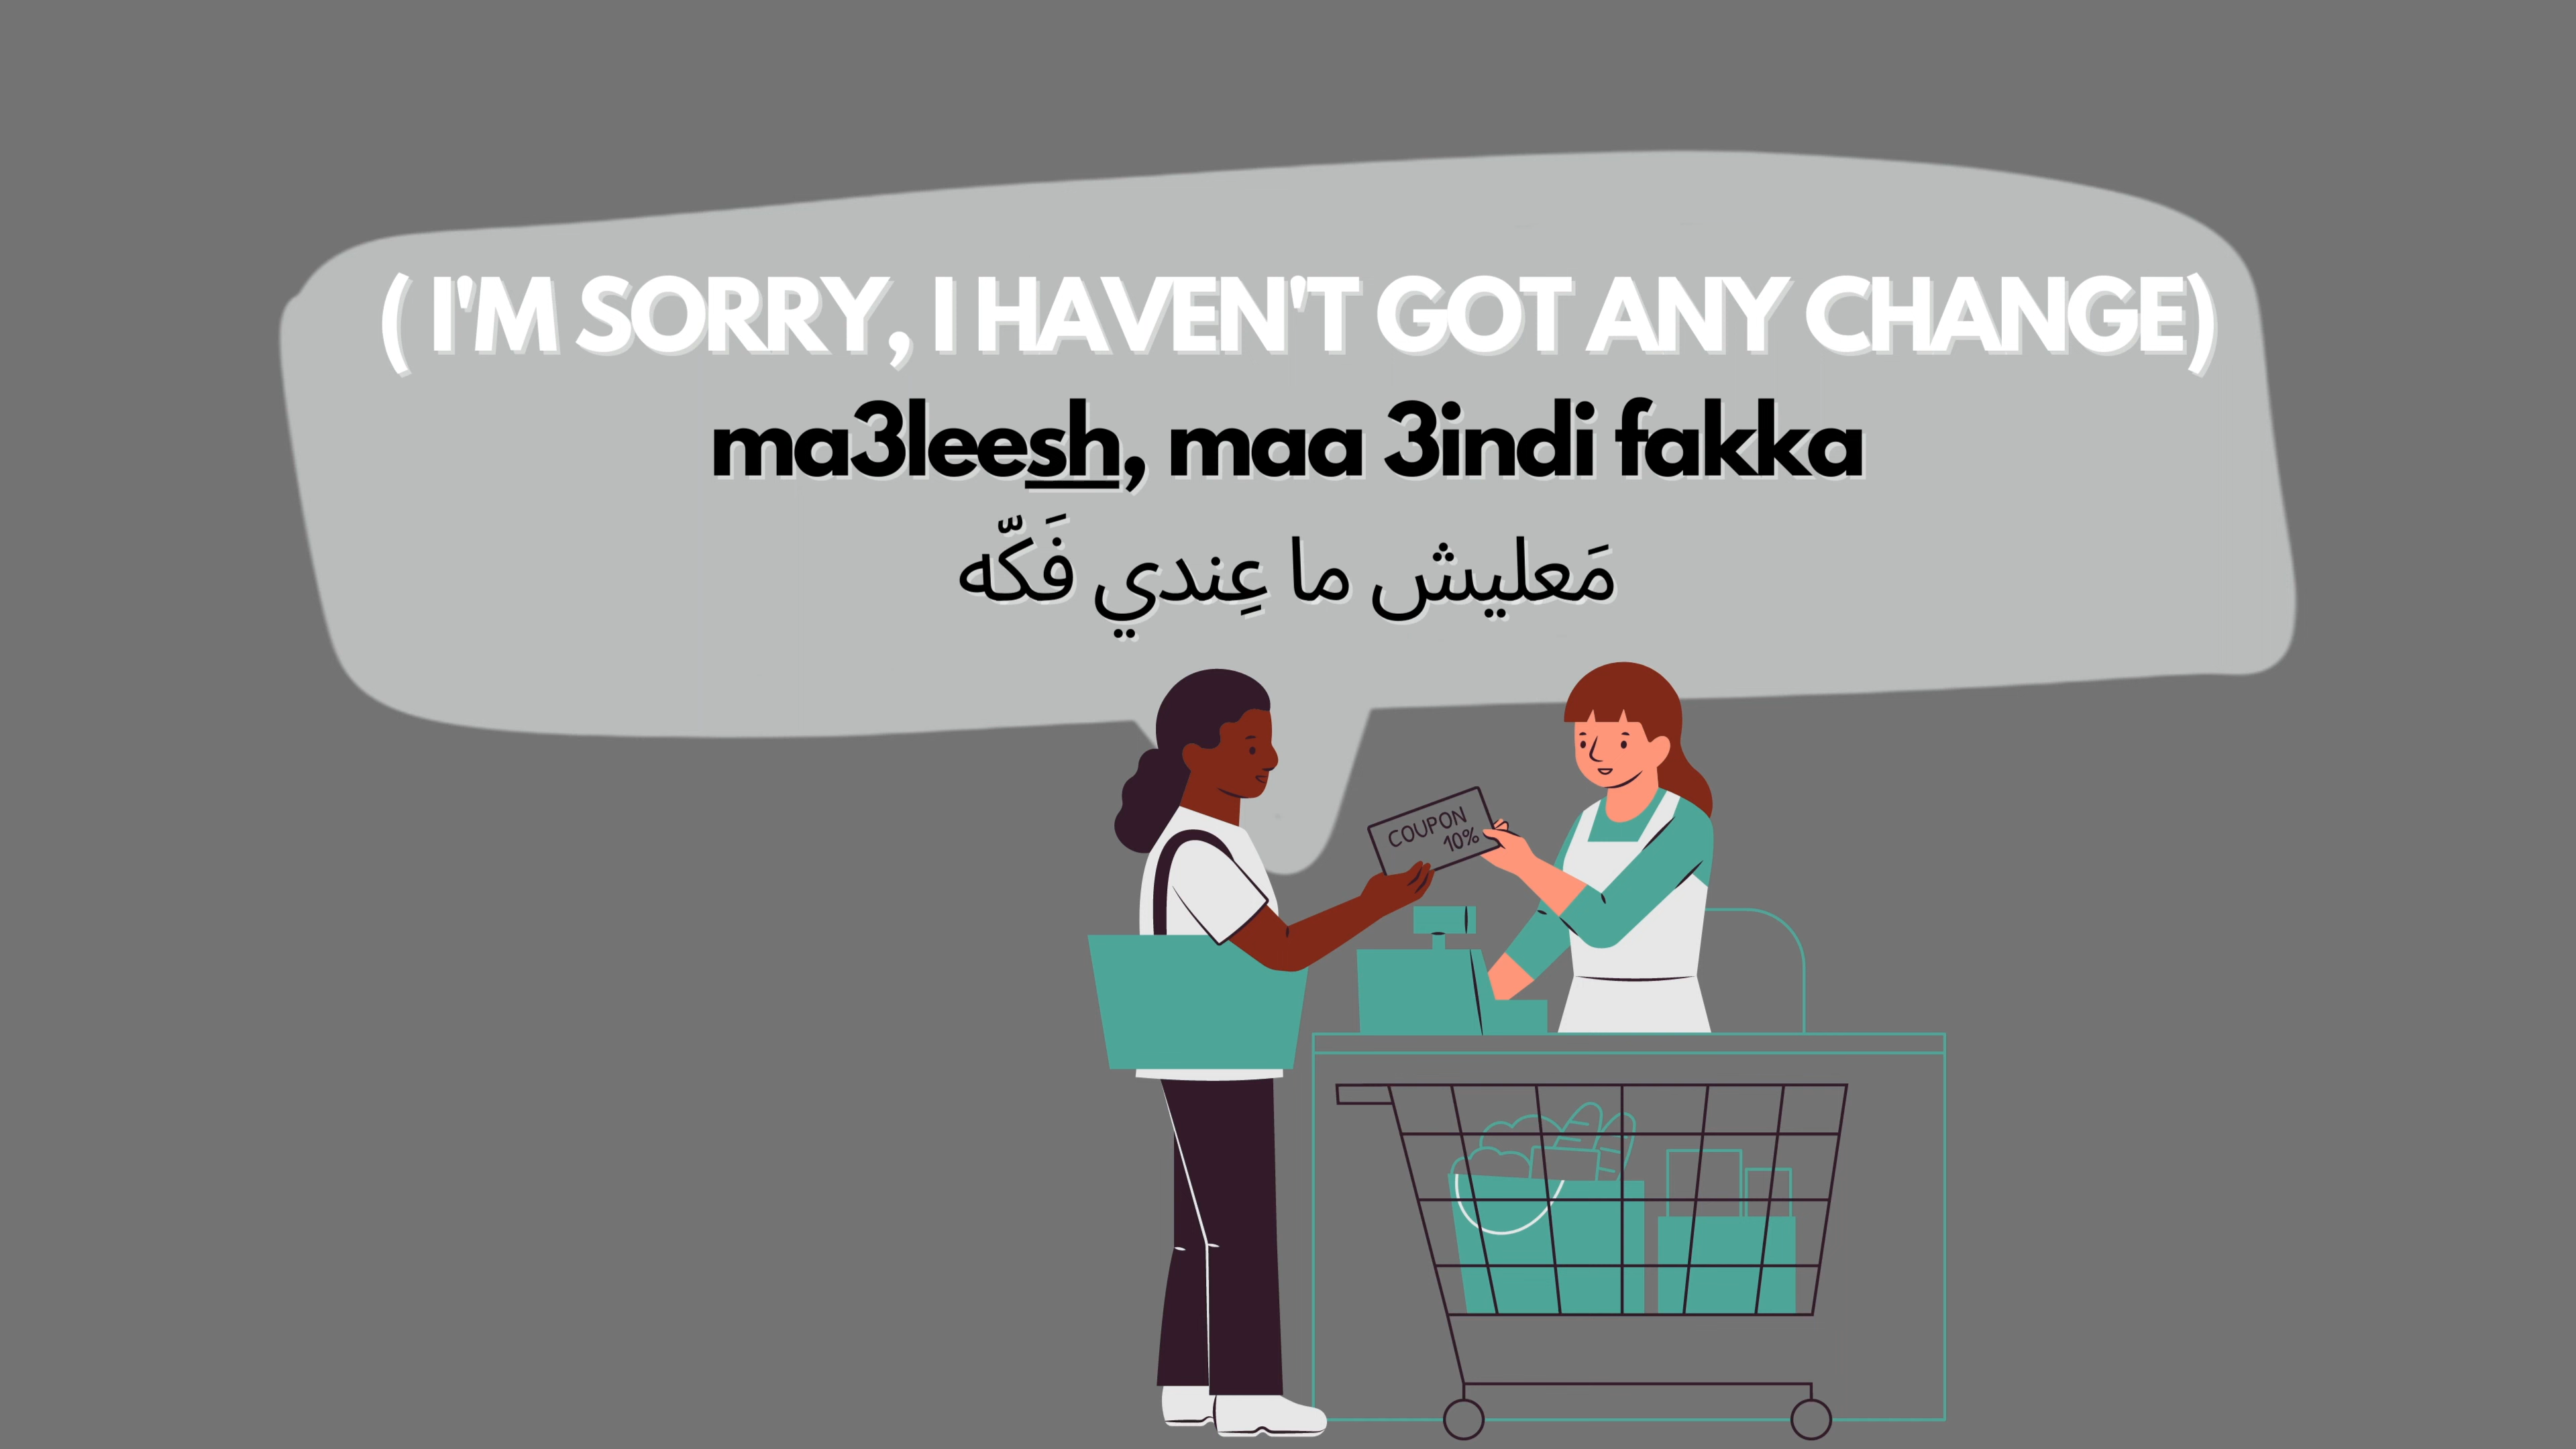 ( I'M SORRY, I HAVEN'T GOT ANY CHANGE)
ma3leesh, maa 3indi fakka
مَعليش ما عِندي فَكّه
COUPON
10%